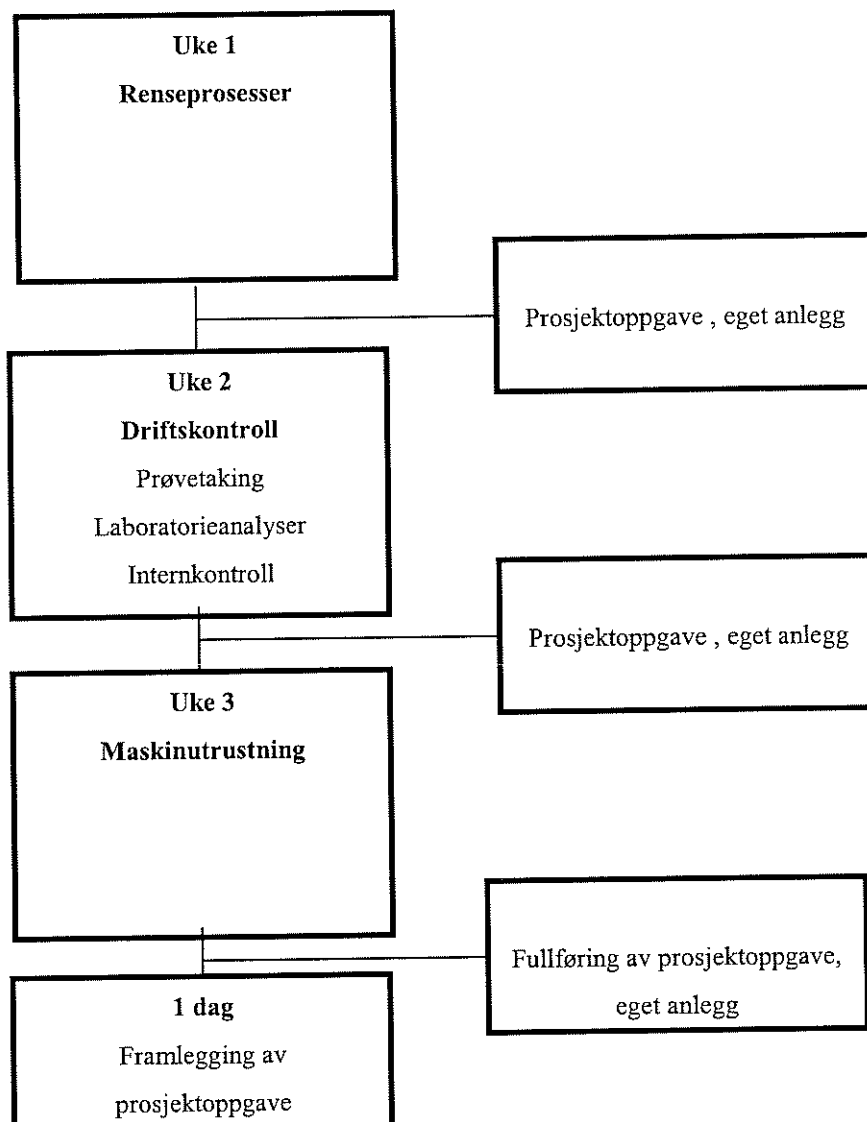 Uke 1
Renseprosesser
Prosjektoppgave , eget anlegg
Uke 2
Driftskontroll
Prøvetaking
Laboratorieanalyser
Internkontroll
Prosjektoppgave , eget anlegg
Uke 3
Maskinutrustning
Fullføring av prosjektoppgave,
eget anlegg
1 dag
Framlegging av
prosjektoppgave